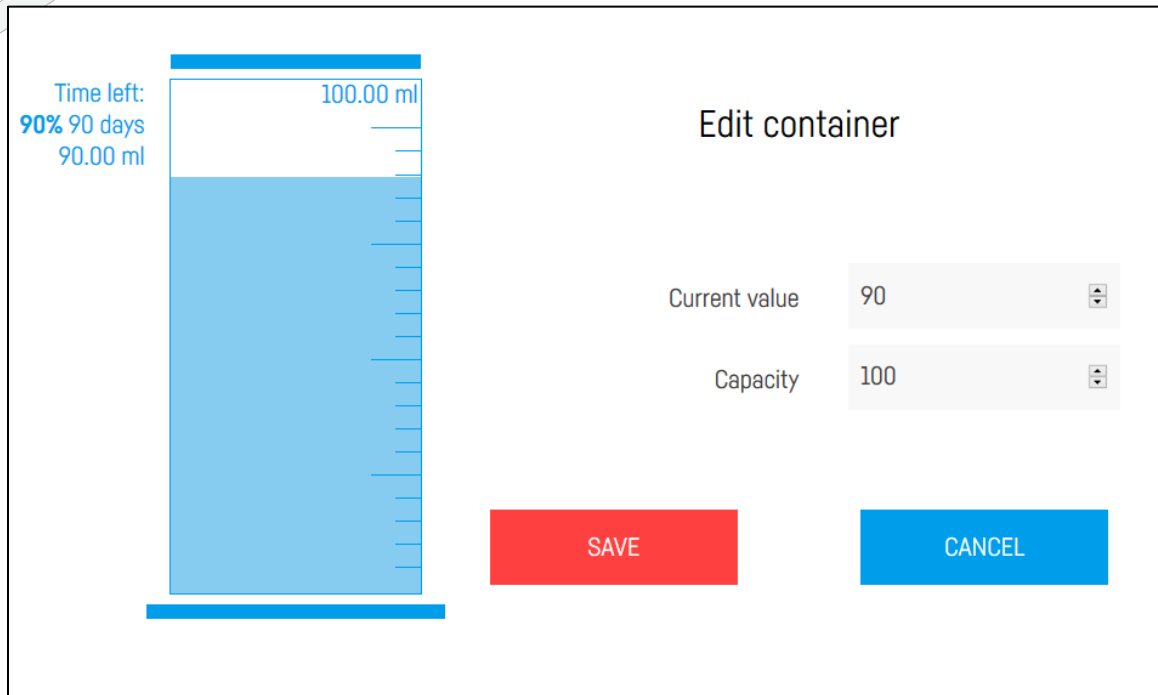 Time left:
90% 90 days
90.00 ml
100.00 ml
Edit container
Current value
90
Capacity
100
SAVE
CANCEL